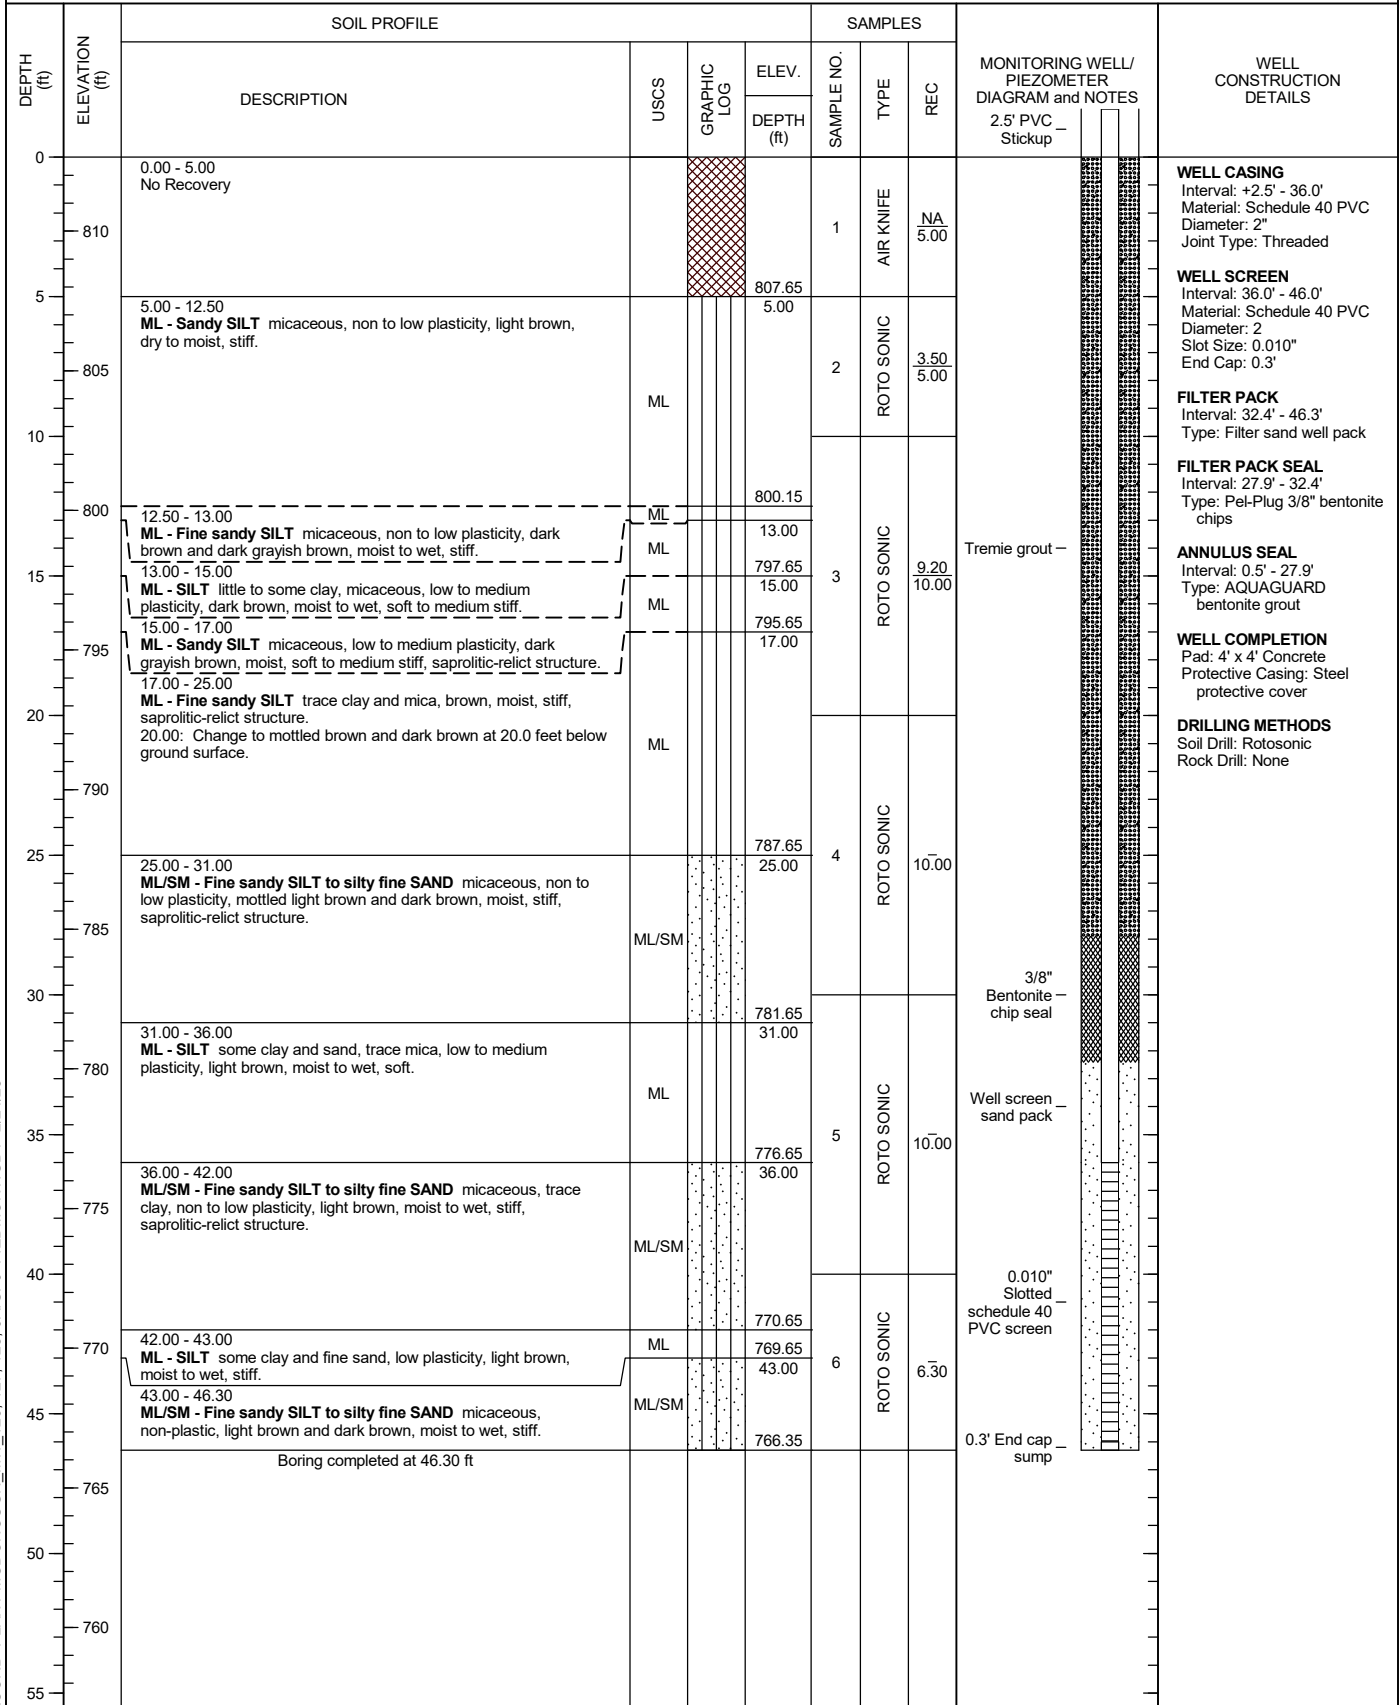 SOIL PROFILE
SAMPLES
DEPTH
(ft)
ELEVATION
(ft)
DESCRIPTION
USCS
GRAPHIC
LOG
ELEV.
DEPTH
(ft)
SAMPLE NO.
TYPE
REC
MONITORING WELL/
PIEZOMETER
DIAGRAM and NOTES
WELL
CONSTRUCTION
DETAILS
2.5' PVC
Stickup
0
5
10
15
20
25
30
35
40
45
50
55
810
805
800
795
790
785
780
775
770
765
760
0.00 - 5.00
No Recovery
5.00 - 12.50
ML - Sandy SILT micaceous, non to low plasticity, light brown,
dry to moist, stiff.
12.50 - 13.00
ML - Fine sandy SILT micaceous, non to low plasticity, dark
brown and dark grayish brown, moist to wet, stiff.
13.00 - 15.00
ML - SILT little to some clay, micaceous, low to medium
plasticity, dark brown, moist to wet, soft to medium stiff.
15.00 - 17.00
ML - Sandy SILT micaceous, low to medium plasticity, dark
grayish brown, moist, soft to medium stiff, saprolitic-relict structure.
17.00 - 25.00
ML - Fine sandy SILT trace clay and mica, brown, moist, stiff,
saprolitic-relict structure.
20.00: Change to mottled brown and dark brown at 20.0 feet below
ground surface.
25.00 - 31.00
ML/SM - Fine sandy SILT to silty fine SAND micaceous, non to
low plasticity, mottled light brown and dark brown, moist, stiff,
saprolitic-relict structure.
31.00 - 36.00
ML - SILT some clay and sand, trace mica, low to medium
plasticity, light brown, moist to wet, soft.
36.00 - 42.00
ML/SM - Fine sandy SILT to silty fine SAND micaceous, trace
clay, non to low plasticity, light brown, moist to wet, stiff,
saprolitic-relict structure.
42.00 - 43.00
ML - SILT some clay and fine sand, low plasticity, light brown,
moist to wet, stiff.
43.00 - 46.30
ML/SM - Fine sandy SILT to silty fine SAND micaceous,
non-plastic, light brown and dark brown, moist to wet, stiff.
Boring completed at 46.30 ft
ML
ML
ML
ML
ML
ML/SM
ML
ML/SM
ML
ML/SM
807.65
5.00
800.15
13.00
797.65
15.00
795.65
17.00
787.65
25.00
781.65
31.00
776.65
36.00
770.65
769.65
43.00
766.35
1
AIR KNIFE
NA
5.00
2
ROTO SONIC
3.50
5.00
3
ROTO SONIC
9.20
10.00
4
ROTO SONIC
–
10.00
5
ROTO SONIC
–
10.00
6
ROTO SONIC
–
6.30
Tremie grout
3/8"
Bentonite
chip seal
Well screen
sand pack
0.010"
Slotted
schedule 40
PVC screen
0.3' End cap
sump
WELL CASING
Interval: +2.5' - 36.0'
Material: Schedule 40 PVC
Diameter: 2"
Joint Type: Threaded
WELL SCREEN
Interval: 36.0' - 46.0'
Material: Schedule 40 PVC
Diameter: 2
Slot Size: 0.010"
End Cap: 0.3'
FILTER PACK
Interval: 32.4' - 46.3'
Type: Filter sand well pack
FILTER PACK SEAL
Interval: 27.9' - 32.4'
Type: Pel-Plug 3/8" bentonite
chips
ANNULUS SEAL
Interval: 0.5' - 27.9'
Type: AQUAGUARD
bentonite grout
WELL COMPLETION
Pad: 4' x 4' Concrete
Protective Casing: Steel
protective cover
DRILLING METHODS
Soil Drill: Rotosonic
Rock Drill: None